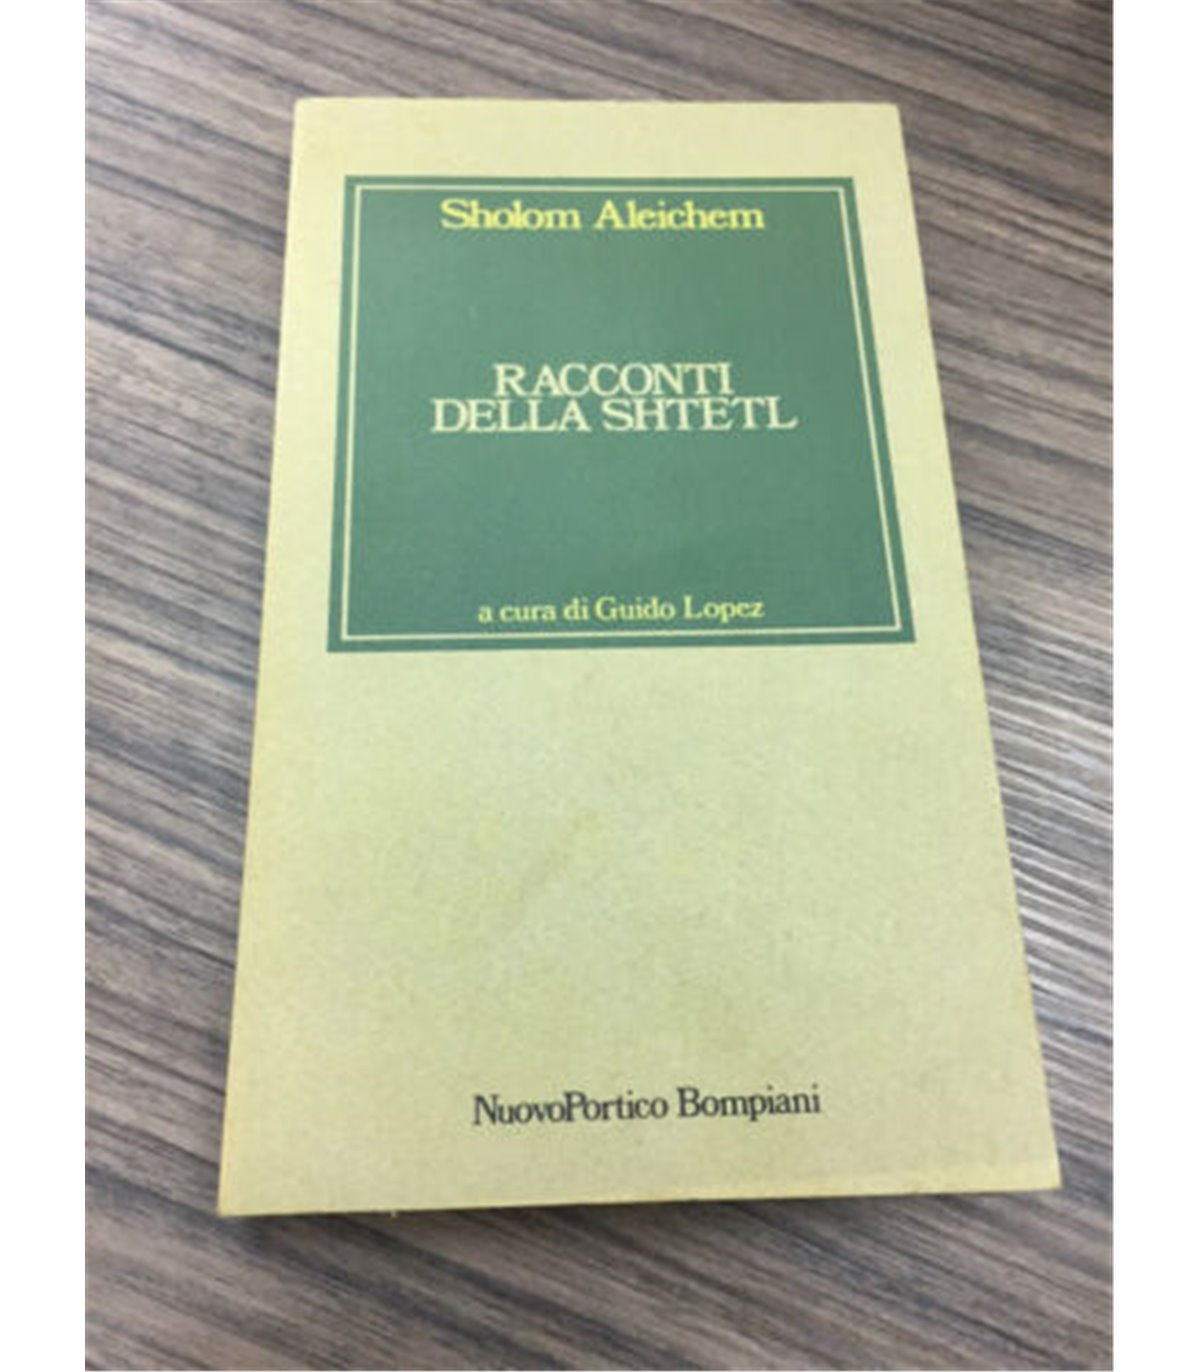 Sholom Aleichem
RACCONTI
DELLA SHTETL
a cura di Guido Lopez
NuovoPortico Bompiani